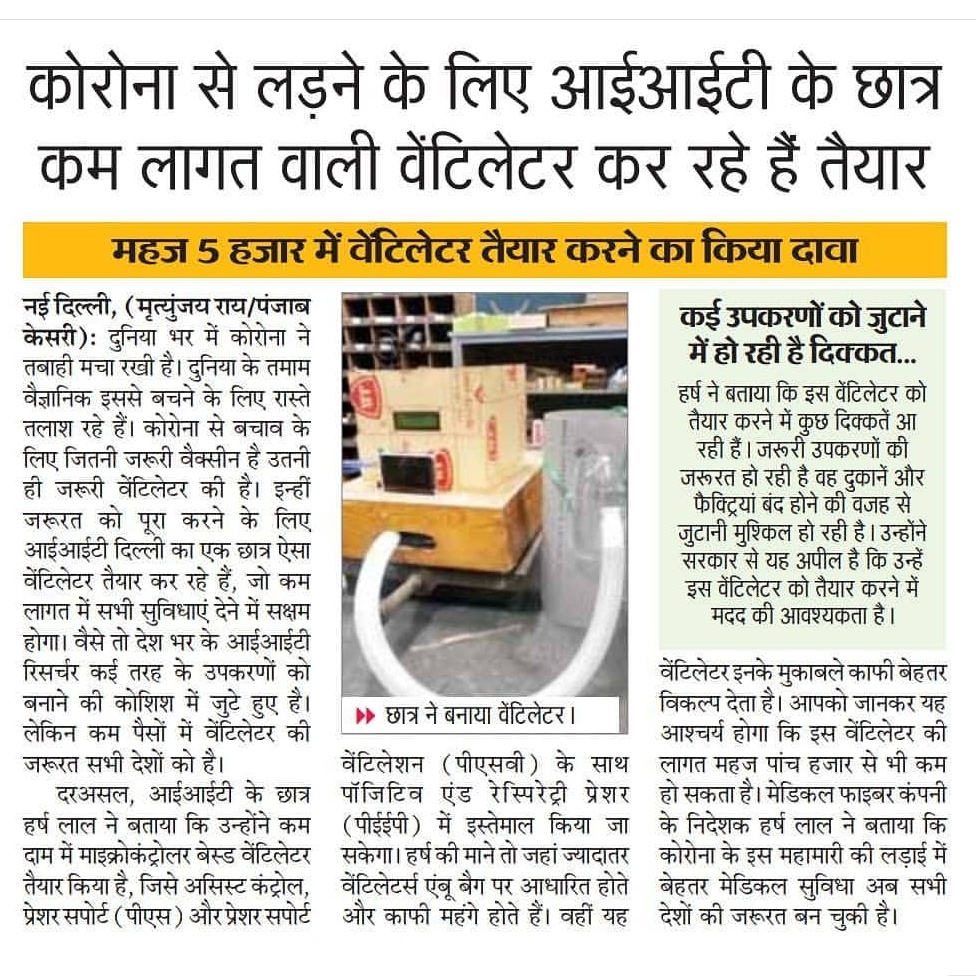 कोरोना से लड़ने के लिए आईआईटी के छात्र
कम लागत वाली वेंटिलेटर कर रहे हैं तैयार
महज 5 हजार में वेंटिलेटर तैयार करने का किया दावा
नई दिल्ली, (मृत्युंजय राय/पंजाब
केसरी): दुनिया भर में कोरोना ने
तबाही मचा रखी है। दुनिया के तमाम
वैज्ञानिक इससे बचने के लिए रास्ते
तलाश रहे हैं। कोरोना से बचाव के
लिए जितनी जरूरी वैक्सीन है उतनी
ही जरूरी वेंटिलेटर की है। इन्हीं
जरूरत को पूरा करने के लिए
आईआईटी दिल्ली का एक छात्र ऐसा
वेंटिलेटर तैयार कर रहे हैं, जो कम
लागत में सभी सुविधाएं देने में सक्षम
होगा। वैसे तो देश भर के आईआईटी
रिसर्चर कई तरह के उपकरणों को
बनाने की कोशिश में जुटे हुए है।
लेकिन कम पैसों में वेंटिलेटर की
जरूरत सभी देशों को है।
दरअसल, आईआईटी के छात्र
हर्ष लाल ने बताया कि उन्होंने कम
दाम में माइक्रोकंट्रोलर बेस्ड वेंटिलेटर
तैयार किया है, जिसे असिस्ट कंट्रोल,
प्रेशर सपोर्ट (पीएस) और प्रेशर सपोर्ट
छात्र ने बनाया वेंटिलेटर।
वेंटिलेशन (पीएसवी) के साथ
पॉजिटिव एंड रेस्पिरेट्री प्रेशर
(पीईईपी) में इस्तेमाल किया जा
सकेगा। हर्ष की माने तो जहां ज्यादातर
वेंटिलेटर्स एंबू बैग पर आधारित होते
और काफी महंगे होते हैं। वहीं यह
कई उपकरणों को जुटाने
में हो रही है दिक्कत...
हर्ष ने बताया कि इस वेंटिलेटर को
तैयार करने में कुछ दिक्कतें आ
रही हैं। जरूरी उपकरणों की
जरूरत हो रही है वह दुकानें और
फैक्ट्रियां बंद होने की वजह से
जुटानी मुश्किल हो रही है। उन्होंने
सरकार से यह अपील है कि उन्हें
इस वेंटिलेटर को तैयार करने में
मदद की आवश्यकता है।
वेंटिलेटर इनके मुकाबले काफी बेहतर
विकल्प देता है। आपको जानकर यह
आश्चर्य होगा कि इस वेंटिलेटर की
लागत महज पांच हजार से भी कम
हो सकता है। मेडिकल फाइबर कंपनी
के निदेशक हर्ष लाल ने बताया कि
कोरोना के इस महामारी की लड़ाई में
बेहतर मेडिकल सुविधा अब सभी
देशों की जरूरत बन चुकी है।